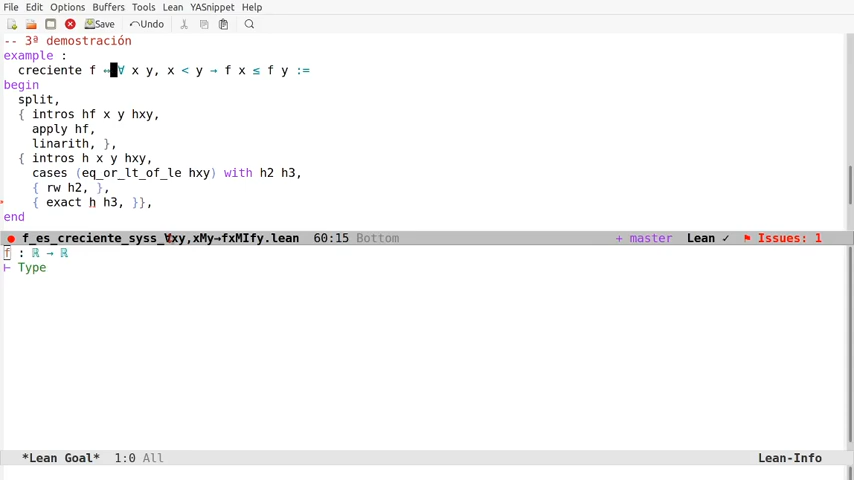 File Edit Options Buffers Tools Lean YASnippet Help
Save Undo
-- 3ª demostración
example :
creciente f ↔ ∀ x y, x < y → f x ≤ f y :=
begin
split,
{ intros hf x y hxy,
apply hf,
linarith, },
{ intros h x y hxy,
cases (eq_or_lt_of_le hxy) with h2 h3,
{ rw h2, },
{ exact h h3, }},
end
f_es_creciente_syss_∀xy,xMy→fxMIfy.lean 60:15 Bottom + master Lean ✓ Issues: 1
f : ℝ → ℝ
⊢ Type
*Lean Goal* 1:0 All Lean-Info